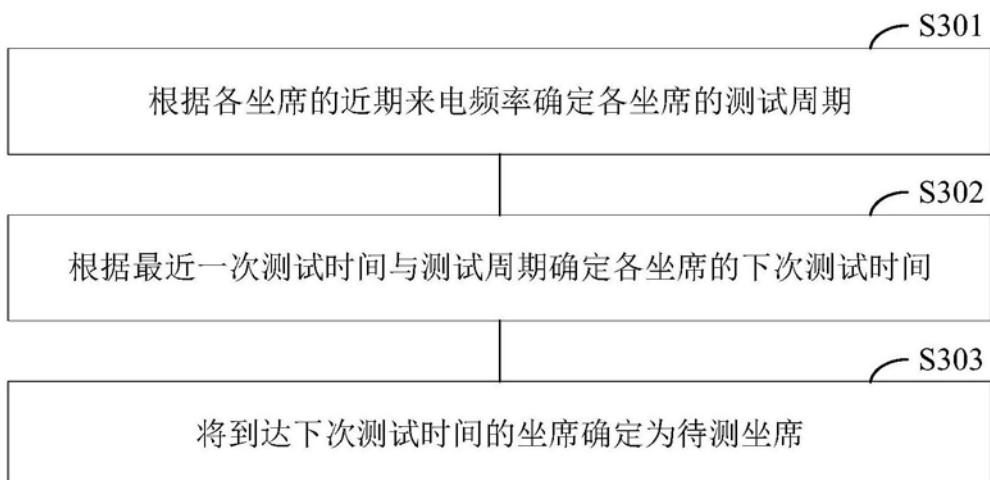 S301
根据各坐席的近期来电频率确定各坐席的测试周期
S302
根据最近一次测试时间与测试周期确定各坐席的下次测试时间
S303
将到达下次测试时间的坐席确定为待测坐席